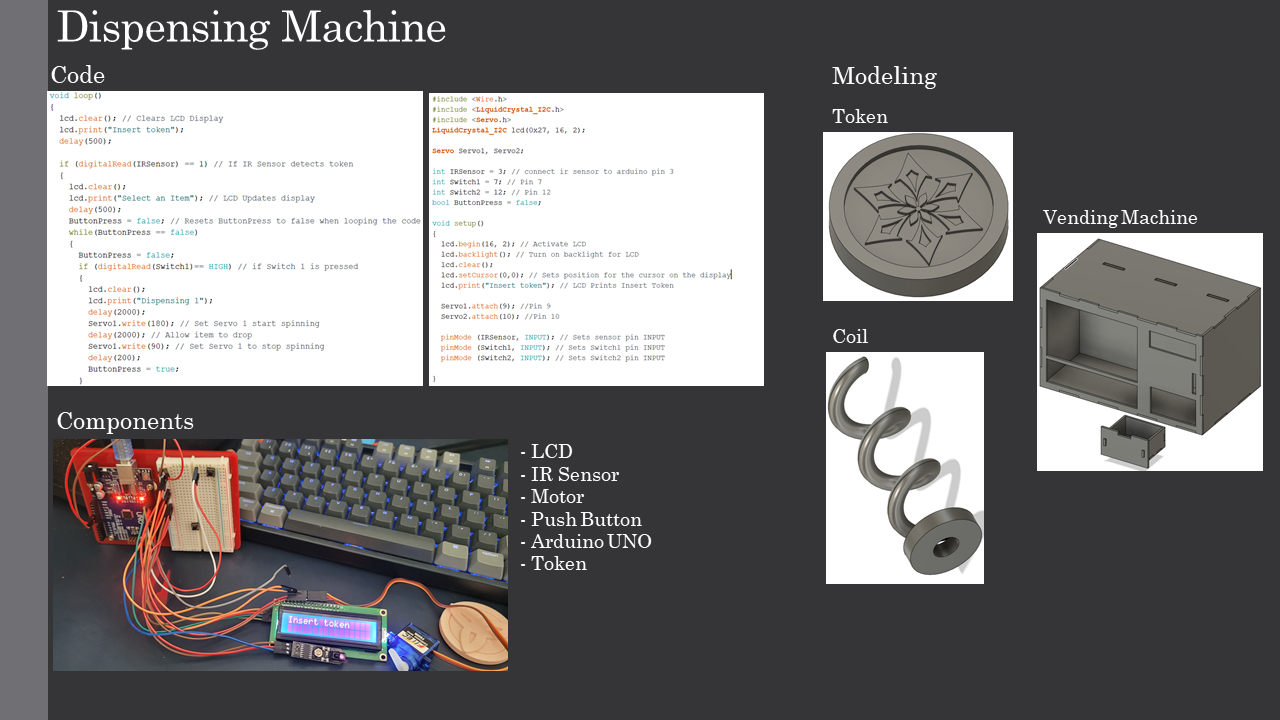 Dispensing Machine
Code
void loop()
{
lcd.clear(); // Clears LCD Display
lcd.print("Insert token");
delay(500);
if (digitalRead(IRSensor) == 1) // If IR Sensor detects token
{
lcd.clear();
lcd.print("Select an Item"); // LCD Updates display
delay(500);
ButtonPress = false; // Resets ButtonPress to false when looping the code
while(ButtonPress == false)
{
ButtonPress = false;
if (digitalRead(Switch1)== HIGH) // if Switch 1 is pressed
{
lcd.clear();
lcd.print("Dispensing 1");
delay(2000);
Servo1.write(180); // Set Servo 1 start spinning
delay(2000); // Allow item to drop
Servo1.write(90); // Set Servo 1 to stop spinning
delay(200);
ButtonPress = true;
}
#include <Wire.h>
#include <LiquidCrystal_I2C.h>
#include <Servo.h>
LiquidCrystal_I2C lcd(0x27, 16, 2);
Servo Servo1, Servo2;
int IRSensor = 3; // connect ir sensor to arduino pin 3
int Switch1 = 7; // Pin 7
int Switch2 = 12; // Pin 12
bool ButtonPress = false;
void setup()
{
lcd.begin(16, 2); // Activate LCD
lcd.backlight(); // Turn on backlight for LCD
lcd.clear();
lcd.setCursor(0,0); // Sets position for the cursor on the display
lcd.print("Insert token"); // LCD Prints Insert Token
Servo1.attach(9); //Pin 9
Servo2.attach(10); //Pin 10
pinMode (IRSensor, INPUT); // Sets sensor pin INPUT
pinMode (Switch1, INPUT); // Sets Switch1 pin INPUT
pinMode (Switch2, INPUT); // Sets Switch2 pin INPUT
}
Components
Insert token
- LCD
- IR Sensor
- Motor
- Push Button
- Arduino UNO
- Token
Modeling
Token
Coil
Vending Machine